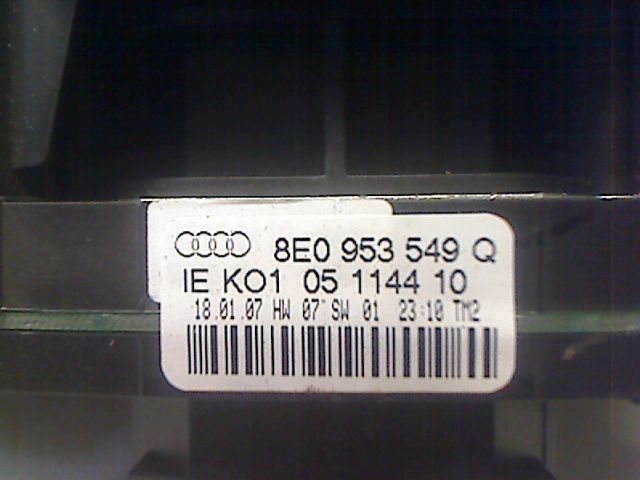 8E0 953 549 Q
IE KO1 05 1144 10
18.01.07 HW 07* SW 01 23:10 TM2